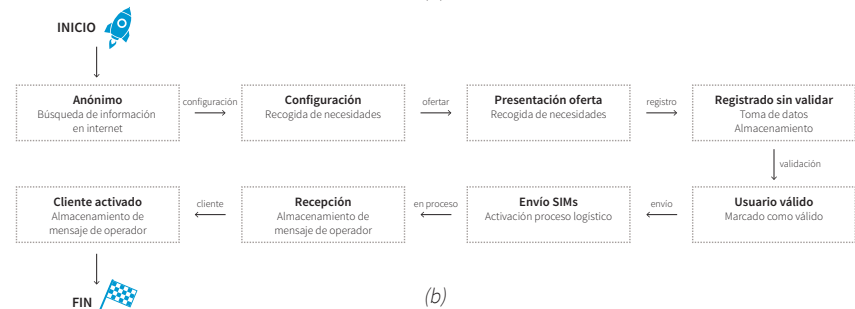 INICIO
Anónimo
Búsqueda de información
en internet
configuración
Configuración
Recogida de necesidades
ofertar
Presentación oferta
Recogida de necesidades
registro
Registrado sin validar
Toma de datos
Almacenamiento
validación
Usuario válido
Marcado como válido
envío
Envío SIMs
Activación proceso logístico
en proceso
Recepción
Almacenamiento de
mensaje de operador
cliente
Cliente activado
Almacenamiento de
mensaje de operador
FIN
(b)